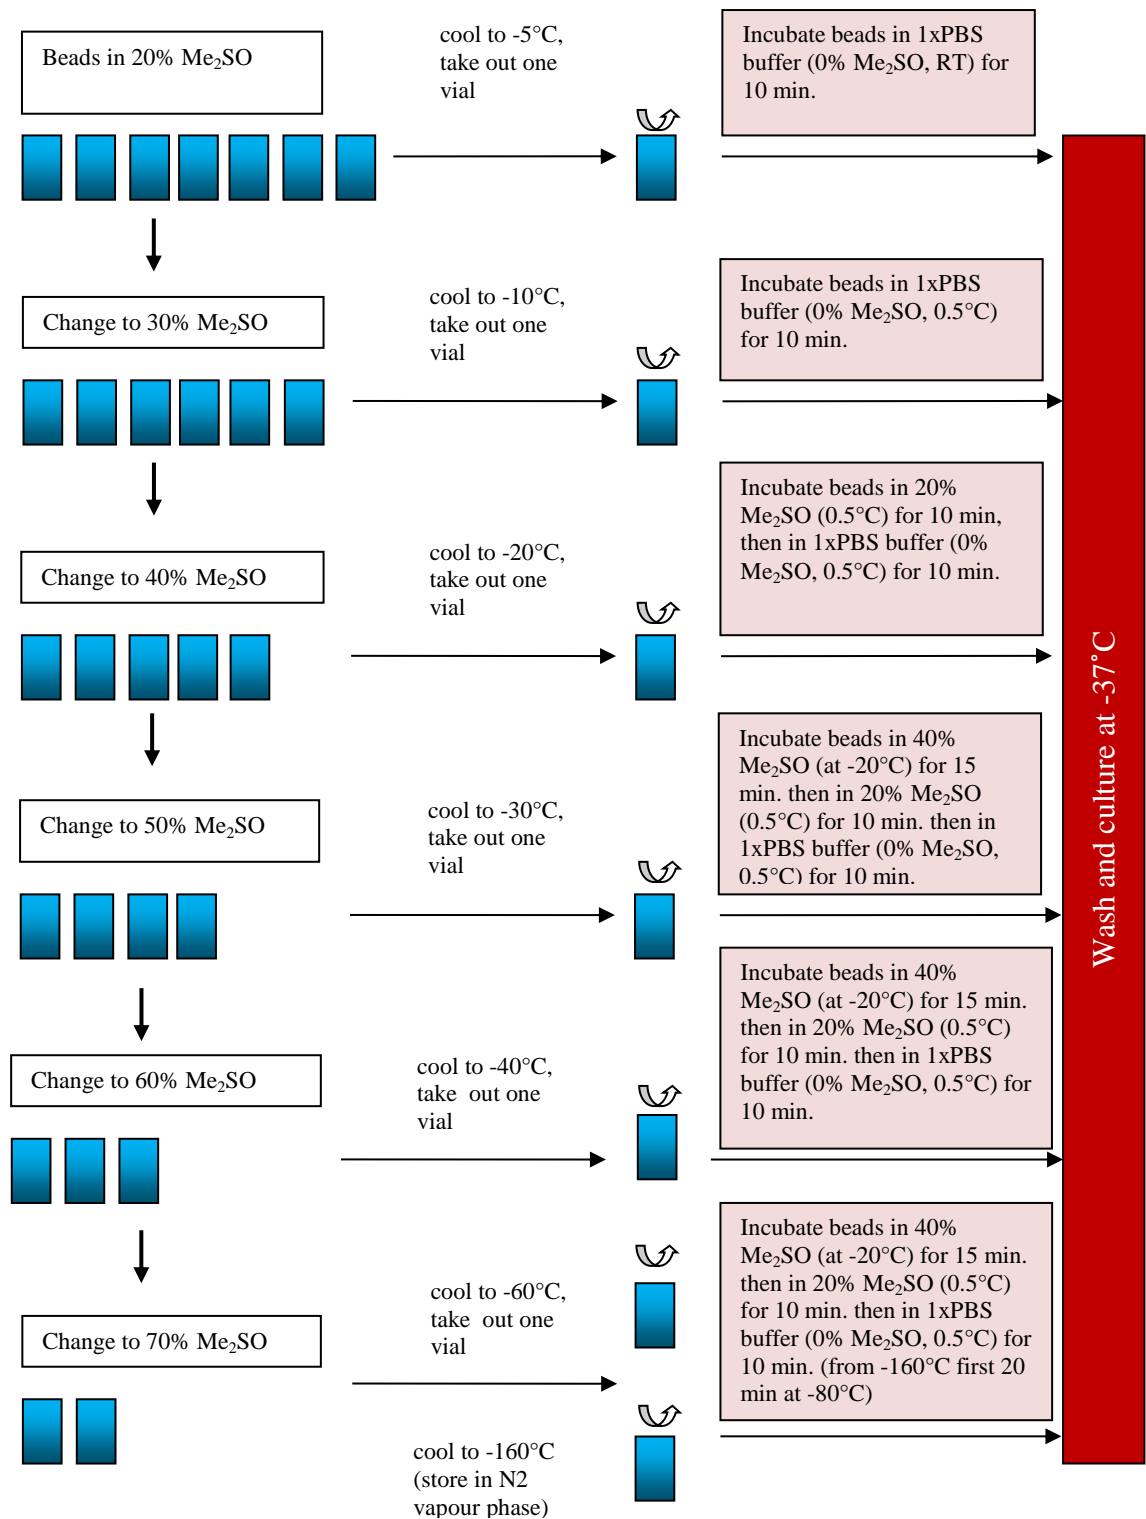 Beads in 20% Me₂SO
cool to -5°C,
take out one
vial
Incubate beads in 1xPBS
buffer (0% Me₂SO, RT) for
10 min.
Change to 30% Me₂SO
cool to -10°C,
take out one
vial
Incubate beads in 1xPBS
buffer (0% Me₂SO, 0.5°C)
for 10 min.
Change to 40% Me₂SO
cool to -20°C,
take out one
vial
Incubate beads in 20%
Me₂SO (0.5°C) for 10 min,
then in 1xPBS buffer (0%
Me₂SO, 0.5°C) for 10 min.
Change to 50% Me₂SO
cool to -30°C,
take out one
vial
Incubate beads in 40%
Me₂SO (at -20°C) for 15
min. then in 20% Me₂SO
(0.5°C) for 10 min. then in
1xPBS buffer (0% Me₂SO,
0.5°C) for 10 min.
Change to 60% Me₂SO
cool to -40°C,
take out one
vial
Incubate beads in 40%
Me₂SO (at -20°C) for 15 min.
then in 20% Me₂SO (0.5°C)
for 10 min. then in 1xPBS
buffer (0% Me₂SO, 0.5°C) for
10 min.
Change to 70% Me₂SO
cool to -60°C,
take out one
vial
Incubate beads in 40%
Me₂SO (at -20°C) for 15 min.
then in 20% Me₂SO (0.5°C)
for 10 min. then in 1xPBS
buffer (0% Me₂SO, 0.5°C) for
10 min. (from -160°C first 20
min at -80°C)
cool to -160°C
(store in N2
vapour phase)
Wash and culture at -37˚C